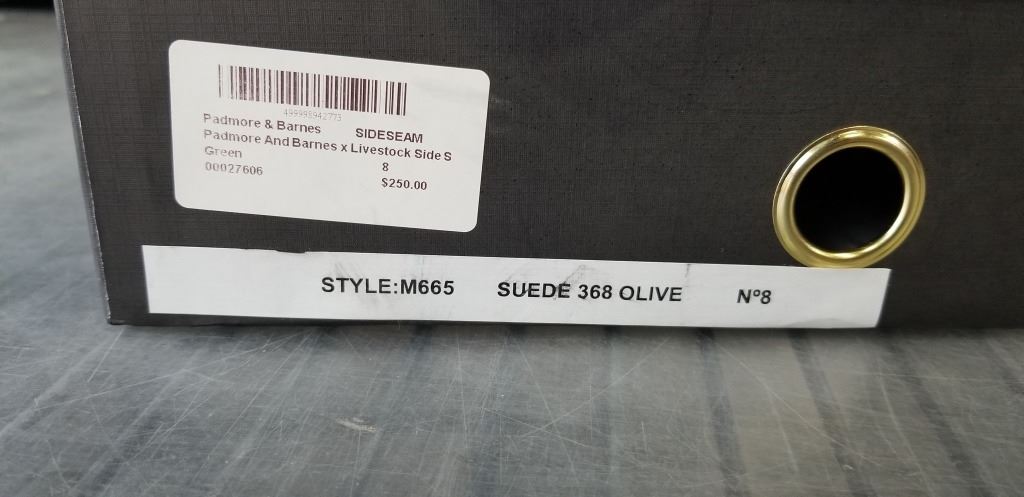 499998942773
Padmore & Barnes SIDESEAM
Padmore And Barnes x Livestock Side S
Green 8
00027606 $250.00
STYLE:M665 SUEDE 368 OLIVE Nº8